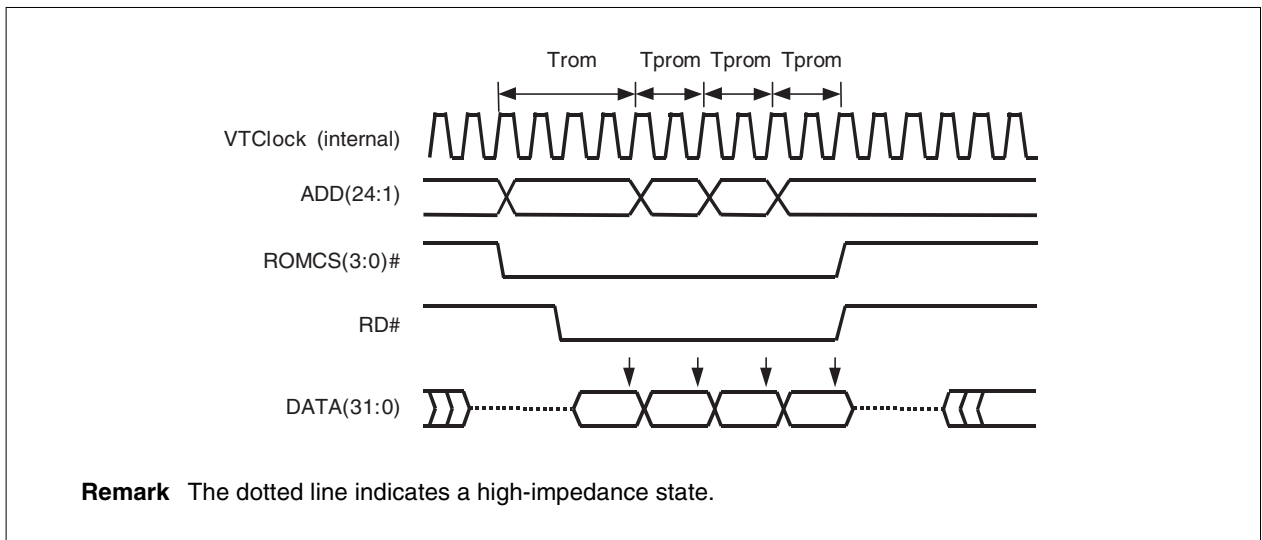 Trom Tprom Tprom Tprom
VTClock (internal)
ADD(24:1)
ROMCS(3:0)#
RD#
DATA(31:0)
Remark The dotted line indicates a high-impedance state.